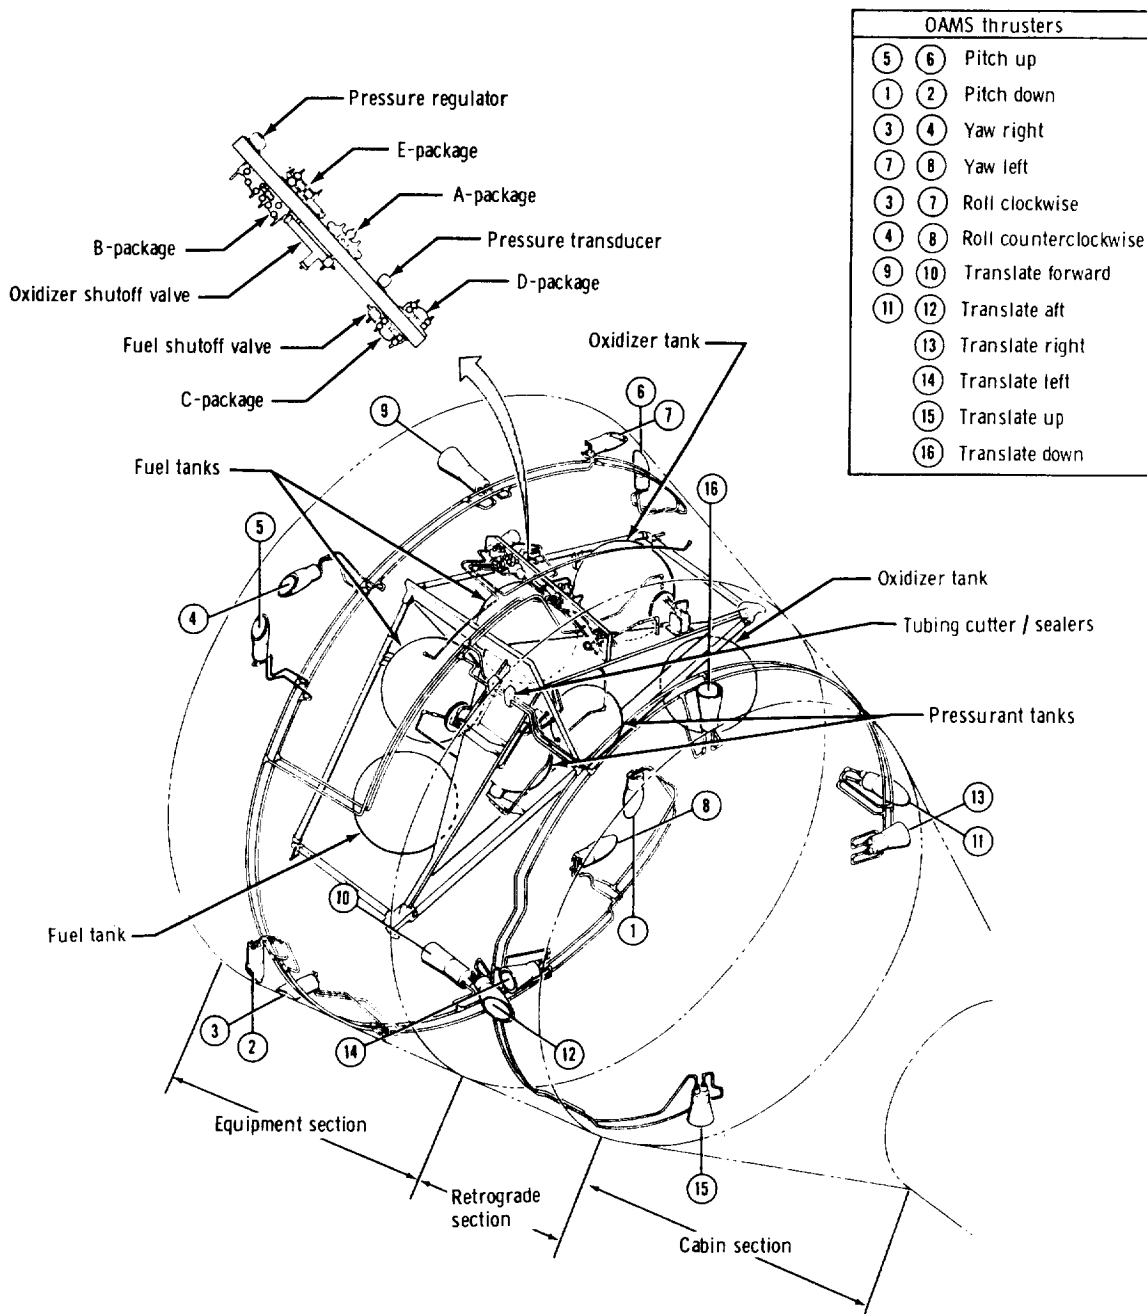 OAMS thrusters
5 6 Pitch up
1 2 Pitch down
3 4 Yaw right
7 8 Yaw left
3 7 Roll clockwise
4 8 Roll counterclockwise
9 10 Translate forward
11 12 Translate aft
13 Translate right
14 Translate left
15 Translate up
16 Translate down
Pressure regulator
E-package
A-package
B-package
Pressure transducer
Oxidizer shutoff valve
D-package
Fuel shutoff valve
C-package
Oxidizer tank
6
9
7
Fuel tanks
16
5
4
Oxidizer tank
Tubing cutter / sealers
Pressurant tanks
13
8
11
10
Fuel tank
1
3
2
14
12
15
Equipment section
Retrograde
section
Cabin section